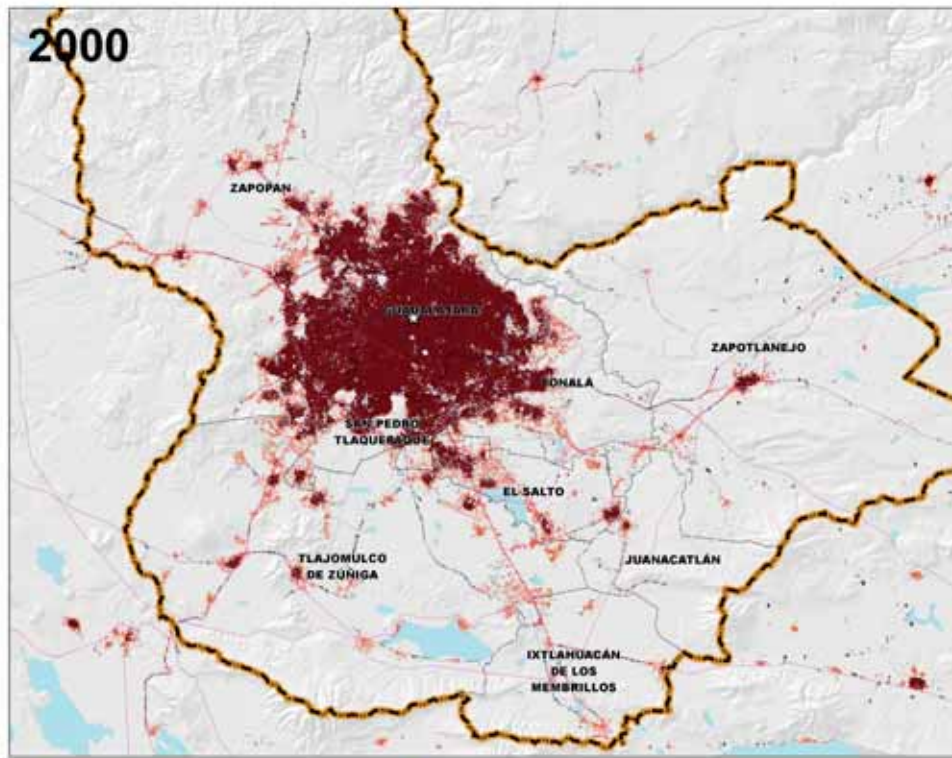 2000
ZAPOPAN
GUADALAJARA
ZAPOTLANEJO
TONALÁ
SAN PEDRO
TLAQUEPAQUE
EL SALTO
TLAJOMULCO
DE ZÚÑIGA
JUANACATLÁN
IXTLAHUACÁN
DE LOS
MEMBRILLOS